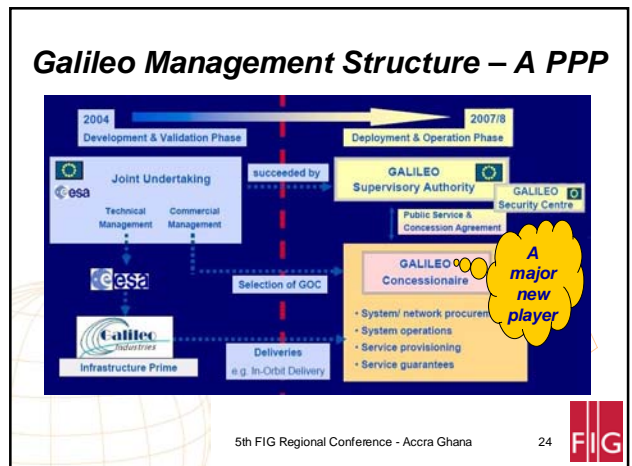 Galileo Management Structure – A PPP
2004
2007/8
Development & Validation Phase
Deployment & Operation Phase
esa
Joint Undertaking
Technical
Management
Commercial
Management
succeeded by
GALILEO
Supervisory Authority
GALILEO
Security Centre
Public Service &
Concession Agreement
esa
Selection of GOC
GALILEO
Concessionaire
A
major
new
player
• System/ network procurem
• System operations
• Service provisioning
• Service guarantees
Galileo
Industries
Infrastructure Prime
Deliveries
e.g. In-Orbit Delivery
5th FIG Regional Conference - Accra Ghana
24
FIG